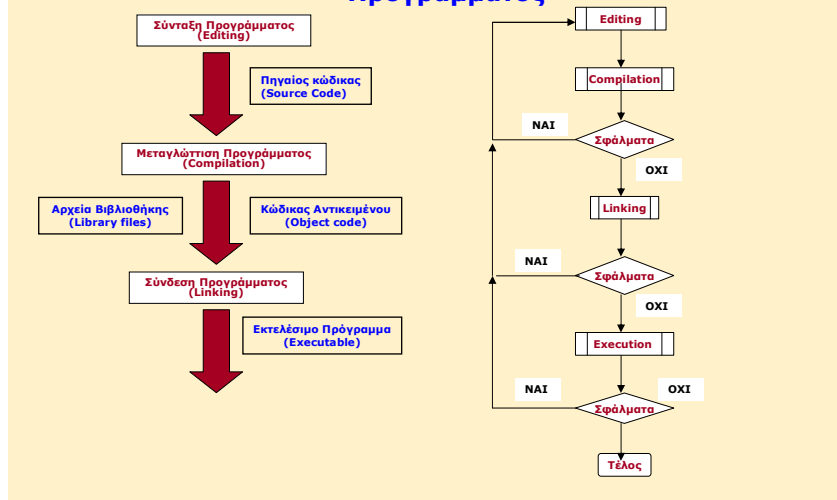 Προγράμματος
Σύνταξη Προγράμματος
(Editing)
Πηγαίος κώδικας
(Source Code)
Μεταγλώττιση Προγράμματος
(Compilation)
Αρχεία Βιβλιοθήκης
(Library files)
Κώδικας Αντικειμένου
(Object code)
Σύνδεση Προγράμματος
(Linking)
Εκτελέσιμο Πρόγραμμα
(Executable)
Editing
Compilation
ΝΑΙ
Σφάλματα
ΟΧΙ
Linking
ΝΑΙ
Σφάλματα
ΟΧΙ
Execution
ΝΑΙ
ΟΧΙ
Σφάλματα
Τέλος